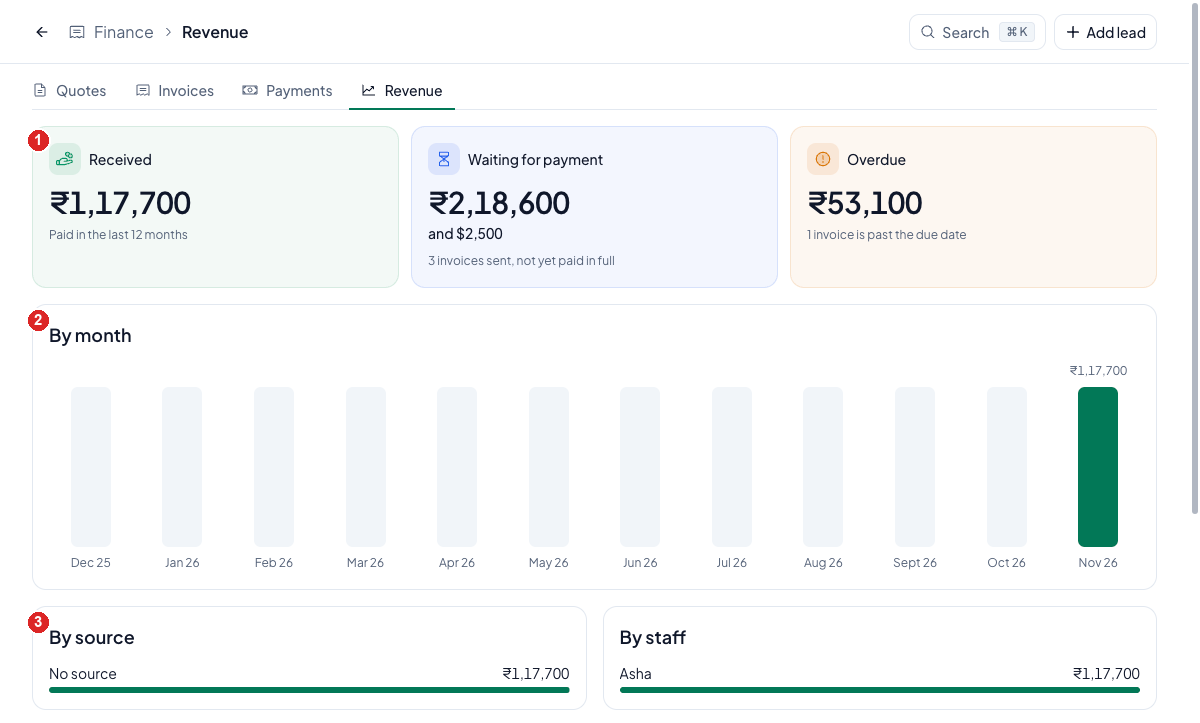 Finance > Revenue
Search ⌘ K
+ Add lead
Quotes
Invoices
Payments
Revenue
1
Received
₹1,17,700
Paid in the last 12 months
Waiting for payment
₹2,18,600
and $2,500
3 invoices sent, not yet paid in full
Overdue
₹53,100
1 invoice is past the due date
2
By month
₹1,17,700
Dec 25
Jan 26
Feb 26
Mar 26
Apr 26
May 26
Jun 26
Jul 26
Aug 26
Sept 26
Oct 26
Nov 26
3
By source
No source ₹1,17,700
By staff
Asha ₹1,17,700